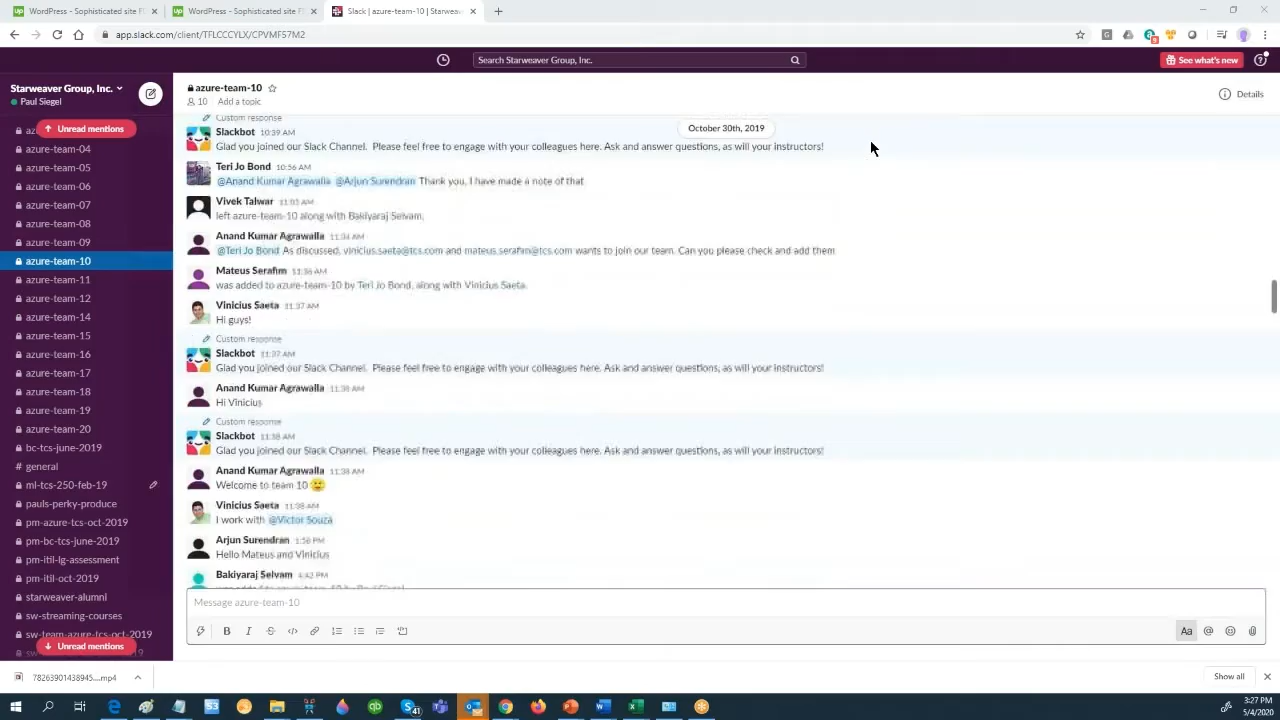 WordPress - Sophisticated site F
WordPress - Sophisticated site F
Slack | azure-team-10 | Starweav
app.slack.com/client/TFLCCCYLX/CPVMF57M2
Search Starweaver Group, Inc.
See what's new
Starweaver Group, Inc.
Paul Siegel
Unread mentions
azure-team-04
azure-team-05
azure-team-06
azure-team-07
azure-team-08
azure-team-09
azure-team-10
azure-team-11
azure-team-12
azure-team-14
azure-team-15
azure-team-16
azure-team-17
azure-team-18
azure-team-19
azure-team-20
bc-tcs-june-2019
# general
ml-tcs-250-feb-19
pauls-perky-produce
pm-azure-tcs-oct-2019
pm-bc-tcs-june-2019
pm-itil-lg-assessment
pm-itil-oct-2019
starweaver-alumni
sw-streaming-courses
sw-team-azure-tcs-oct-2019
Unread mentions
azure-team-10
10 Add a topic
Details
October 30th, 2019
Custom response
Slackbot 10:39 AM
Glad you joined our Slack Channel. Please feel free to engage with your colleagues here. Ask and answer questions, as will your instructors!
Teri Jo Bond 10:56 AM
@Anand Kumar Agrawalla @Arjun Surendran Thank you, I have made a note of that
Vivek Talwar 11:03 AM
left azure-team-10 along with Bakiyaraj Selvam.
Anand Kumar Agrawalla 11:34 AM
@Teri Jo Bond As discussed, vinicius.saeta@tcs.com and mateus.serafim@tcs.com wants to join our team. Can you please check and add them
Mateus Serafim 11:36 AM
was added to azure-team-10 by Teri Jo Bond, along with Vinicius Saeta.
Vinicius Saeta 11:37 AM
Hi guys!
Custom response
Slackbot 11:37 AM
Glad you joined our Slack Channel. Please feel free to engage with your colleagues here. Ask and answer questions, as will your instructors!
Anand Kumar Agrawalla 11:38 AM
Hi Vinicius
Custom response
Slackbot 11:38 AM
Glad you joined our Slack Channel. Please feel free to engage with your colleagues here. Ask and answer questions, as will your instructors!
Anand Kumar Agrawalla 11:38 AM
Welcome to team 10
Vinicius Saeta 11:38 AM
I work with @Victor Souza
Arjun Surendran 1:58 PM
Hello Mateus and Vinicius
Bakiyaraj Selvam 4:42 PM
Message azure-team-10
B I
Aa
78263901438945....mp4
Show all
41
3:27 PM
5/4/2020